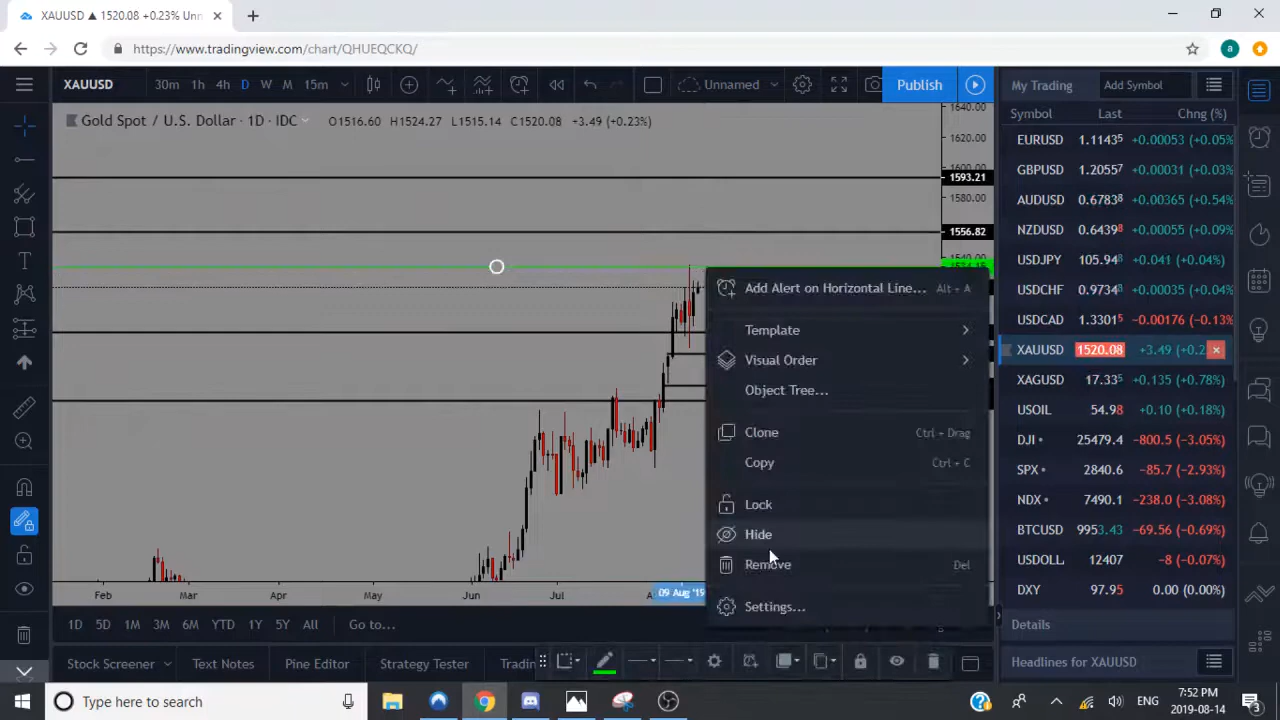 XAUUSD ▲ 1520.08 +0.23% Unn
https://www.tradingview.com/chart/QHUEQCKQ/
a
XAUUSD 30m 1h 4h D W M 15m Unnamed Publish
My Trading Add Symbol
Gold Spot / U.S. Dollar · 1D · IDC O1516.60 H1524.27 L1515.14 C1520.08 +3.49 (+0.23%)
Symbol Last Chng (%)
1640.00
1620.00
1600.00
1593.21
1580.00
1556.82
1540.00
EURUSD 1.11435 +0.00053 (+0.05%
GBPUSD 1.20557 +0.00031 (+0.03%
AUDUSD 0.67838 +0.00365 (+0.54%
NZDUSD 0.64398 +0.00055 (+0.09%
USDJPY 105.948 +0.041 (+0.04%)
USDCHF 0.97348 +0.00035 (+0.04%
USDCAD 1.33015 −0.00176 (−0.13%
XAUUSD 1520.08 +3.49 (+0.2
XAGUSD 17.335 +0.135 (+0.78%)
USOIL 54.98 +0.10 (+0.18%)
DJI 25479.4 −800.5 (−3.05%)
SPX 2840.6 −85.7 (−2.93%)
NDX 7490.1 −238.0 (−3.08%)
BTCUSD 9953.43 −69.56 (−0.69%)
USDOLL 12407 −8 (−0.07%)
DXY 97.95 0.00 (0.00%)
Details
Headlines for XAUUSD
Add Alert on Horizontal Line... Alt + A
Template
Visual Order
Object Tree...
Clone Ctrl + Drag
Copy Ctrl + C
Lock
Hide
Remove Del
Settings...
Feb Mar Apr May Jun Jul A 09 Aug '19
1D 5D 1M 3M 6M YTD 1Y 5Y All Go to...
Stock Screener Text Notes Pine Editor Strategy Tester Tradin
Type here to search
ENG
7:52 PM
2019-08-14
3